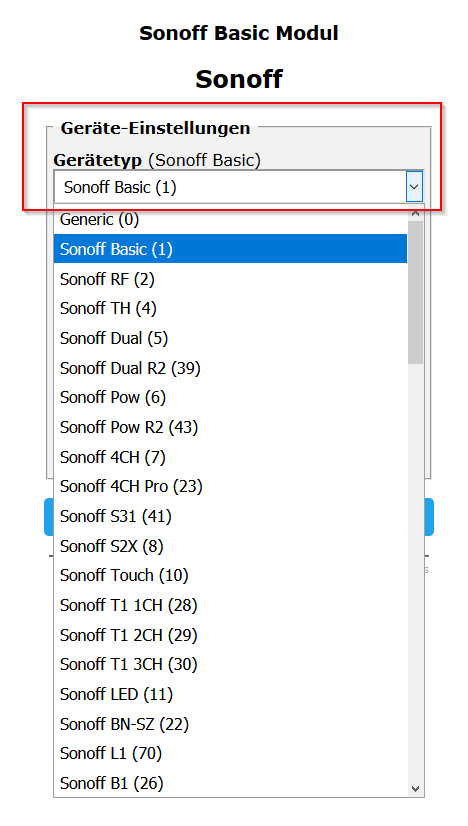 Sonoff Basic Modul
Sonoff
Geräte-Einstellungen
Gerätetyp (Sonoff Basic)
Sonoff Basic (1)
Generic (0)
Sonoff Basic (1)
Sonoff RF (2)
Sonoff TH (4)
Sonoff Dual (5)
Sonoff Dual R2 (39)
Sonoff Pow (6)
Sonoff Pow R2 (43)
Sonoff 4CH (7)
Sonoff 4CH Pro (23)
Sonoff S31 (41)
Sonoff S2X (8)
Sonoff Touch (10)
Sonoff T1 1CH (28)
Sonoff T1 2CH (29)
Sonoff T1 3CH (30)
Sonoff LED (11)
Sonoff BN-SZ (22)
Sonoff L1 (70)
Sonoff B1 (26)